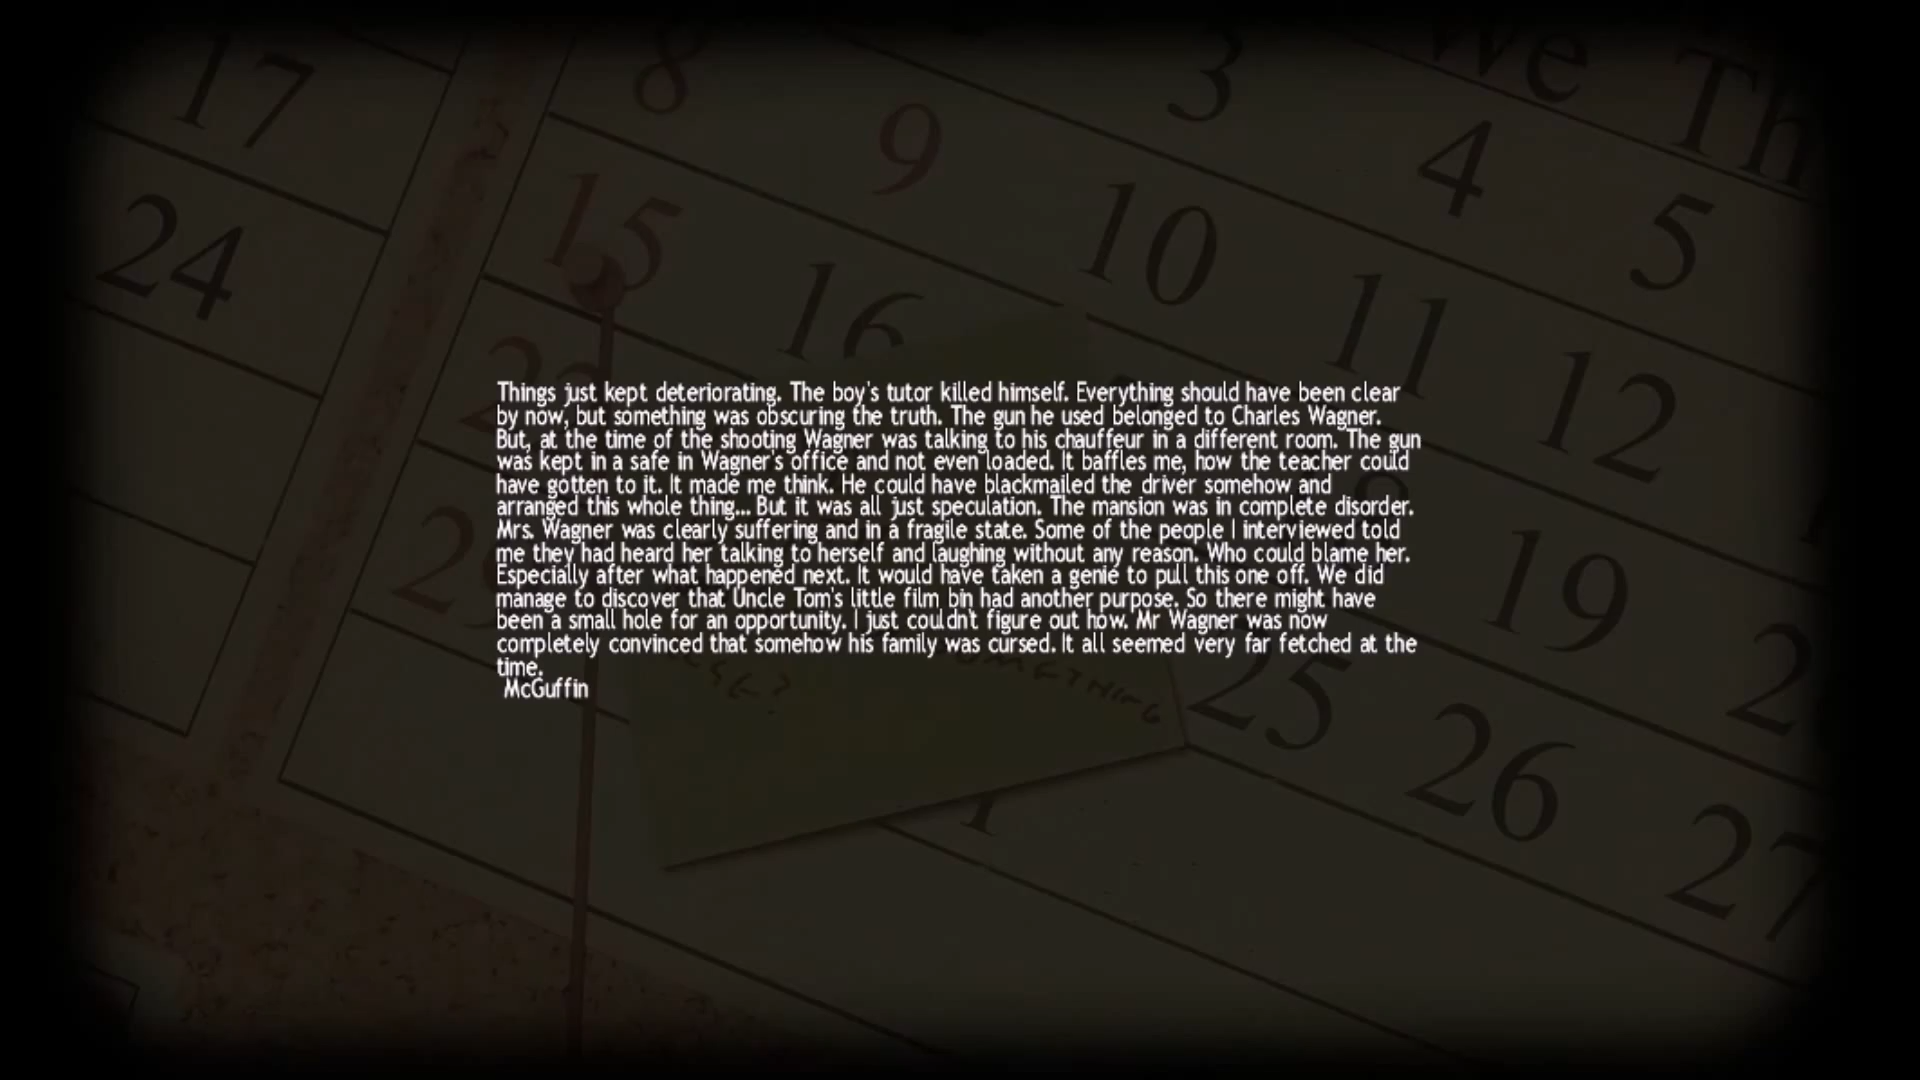 Things just kept deteriorating. The boy's tutor killed himself. Everything should have been clear
by now, but something was obscuring the truth. The gun he used belonged to Charles Wagner.
But, at the time of the shooting Wagner was talking to his chauffeur in a different room. The gun
was kept in a safe in Wagner's office and not even loaded. It baffles me, how the teacher could
have gotten to it. It made me think. He could have blackmailed the driver somehow and
arranged this whole thing... But it was all just speculation. The mansion was in complete disorder.
Mrs. Wagner was clearly suffering and in a fragile state. Some of the people I interviewed told
me they had heard her talking to herself and laughing without any reason. Who could blame her.
Especially after what happened next. It would have taken a genie to pull this one off. We did
manage to discover that Uncle Tom's little film bin had another purpose. So there might have
been a small hole for an opportunity. I just couldn't figure out how. Mr Wagner was now
completely convinced that somehow his family was cursed. It all seemed very far fetched at the
time.
McGuffin
We Th
3 4 5
8 9 10 11 12
15 16 19
25 26 27
17
24
SOMETHING